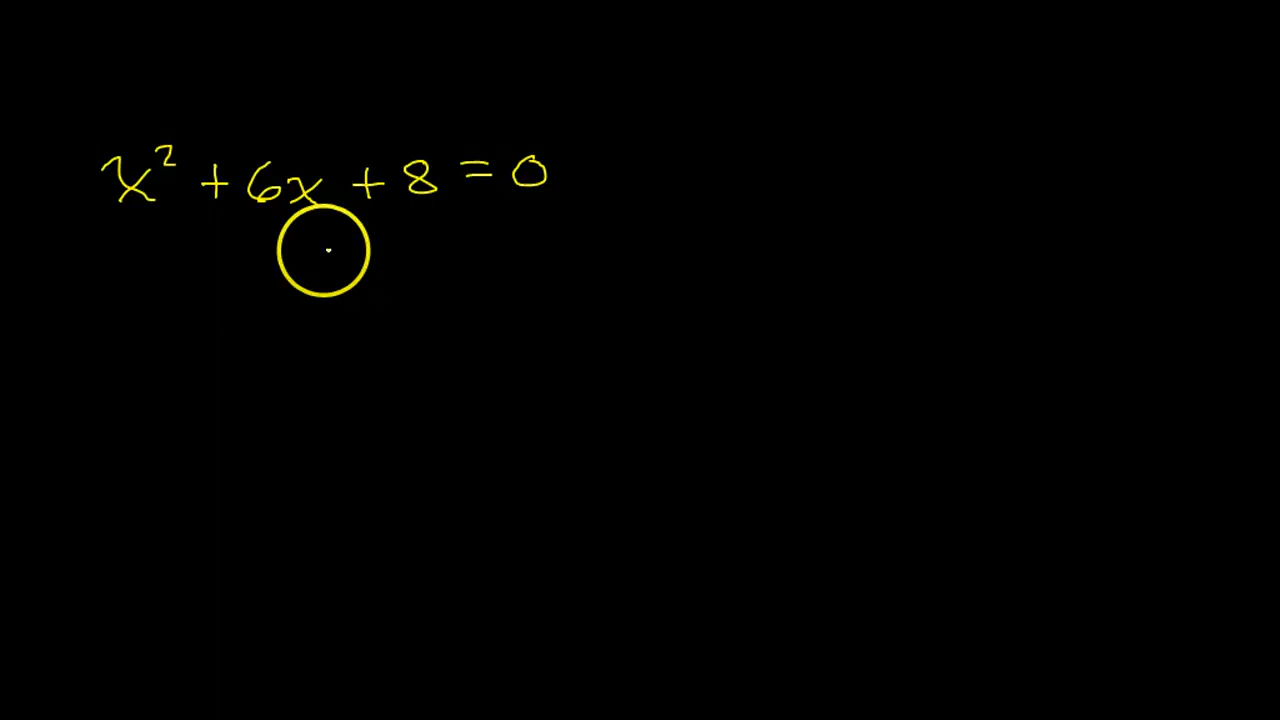 x² + 6x + 8 = 0